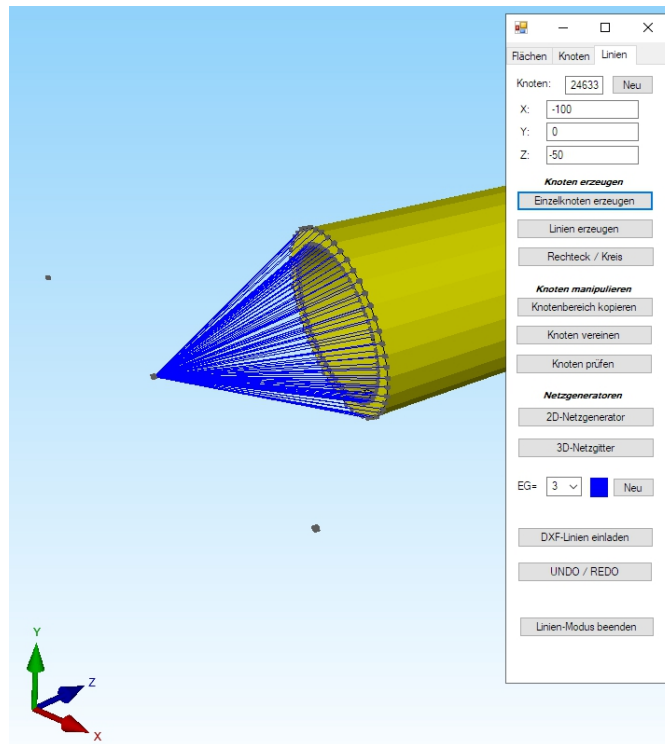 Flächen Knoten Linien
Knoten: 24633 Neu
X: -100
Y: 0
Z: -50
Knoten erzeugen
Einzelknoten erzeugen
Linien erzeugen
Rechteck / Kreis
Knoten manipulieren
Knotenbereich kopieren
Knoten vereinen
Knoten prüfen
Netzgeneratoren
2D-Netzgenerator
3D-Netzgitter
EG= 3 Neu
DXF-Linien einladen
UNDO / REDO
Linien-Modus beenden
Y
Z
X